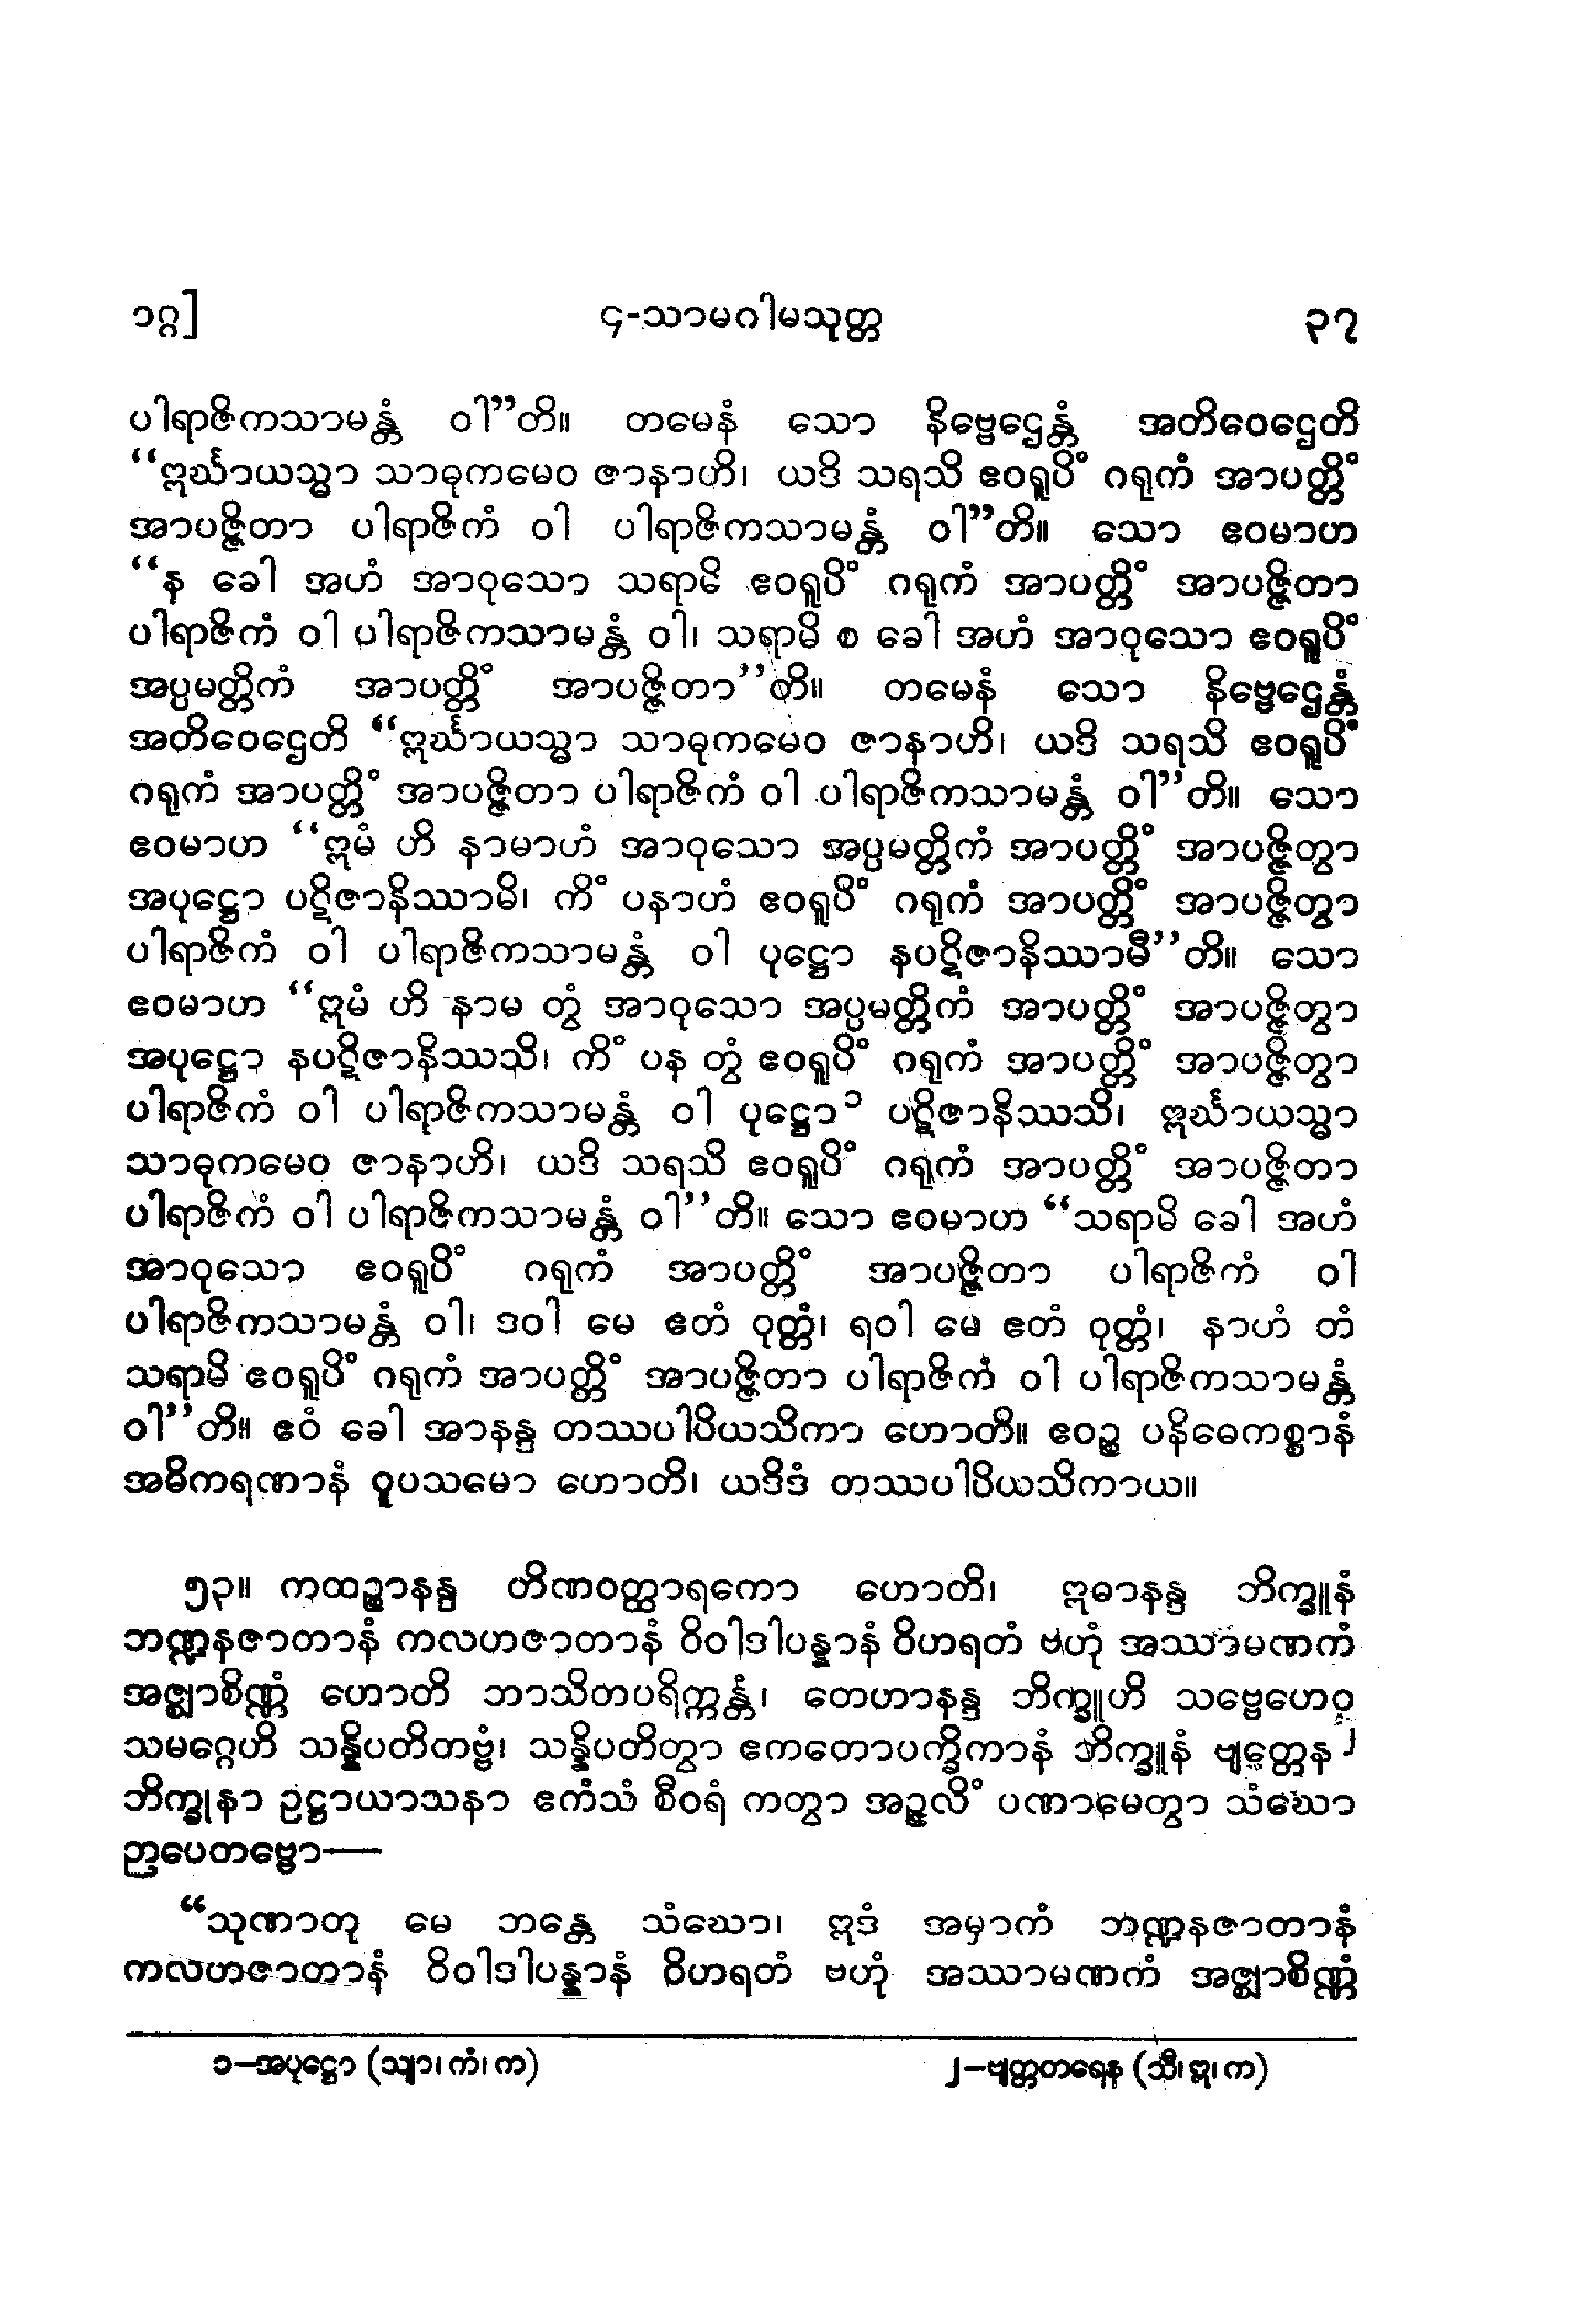 ၁ဂ္ဂ] ၄-သာမဂါမသုတ္တ ၃၇
ပါရာဇိကသာမန္တံ ဝါ”တိ။ တမေနံ သော နိဗ္ဗေဌေန္တံ အတိဝေဌေတိ
“ဣင်္ဃာယသ္မာ သာဓုကမေဝ ဇာနာဟိ၊ ယဒိ သရသိ ဧဝရူပိံ ဂရုကံ အာပတ္တိံ
အာပဇ္ဇိတာ ပါရာဇိကံ ဝါ ပါရာဇိကသာမန္တံ ဝါ”တိ။ သော ဧဝမာဟ
“န ခေါ အဟံ အာဝုသော သရာမိ ဧဝရူပိံ ဂရုကံ အာပတ္တိံ အာပဇ္ဇိတာ
ပါရာဇိကံ ဝါ ပါရာဇိကသာမန္တံ ဝါ၊ သရာမိ စ ခေါ အဟံ အာဝုသော ဧဝရူပိံ
အပ္ပမတ္တိကံ အာပတ္တိံ အာပဇ္ဇိတာ”တိ။ တမေနံ သော နိဗ္ဗေဌေန္တံ
အတိဝေဌေတိ “ဣင်္ဃာယသ္မာ သာဓုကမေဝ ဇာနာဟိ၊ ယဒိ သရသိ ဧဝရူပိံ
ဂရုကံ အာပတ္တိံ အာပဇ္ဇိတာ ပါရာဇိကံ ဝါ ပါရာဇိကသာမန္တံ ဝါ”တိ။ သော
ဧဝမာဟ “ဣမံ ဟိ နာမာဟံ အာဝုသော အပ္ပမတ္တိကံ အာပတ္တိံ အာပဇ္ဇိတွာ
အပုဋ္ဌော ပဋိဇာနိဿာမိ၊ ကိံ ပနာဟံ ဧဝရူပိံ ဂရုကံ အာပတ္တိံ အာပဇ္ဇိတွာ
ပါရာဇိကံ ဝါ ပါရာဇိကသာမန္တံ ဝါ ပုဋ္ဌော နပဋိဇာနိဿာမီ”တိ။ သော
ဧဝမာဟ “ဣမံ ဟိ နာမ တွံ အာဝုသော အပ္ပမတ္တိကံ အာပတ္တိံ အာပဇ္ဇိတွာ
အပုဋ္ဌော နပဋိဇာနိဿသိ၊ ကိံ ပန တွံ ဧဝရူပိံ ဂရုကံ အာပတ္တိံ အာပဇ္ဇိတွာ
ပါရာဇိကံ ဝါ ပါရာဇိကသာမန္တံ ဝါ ပုဋ္ဌော၁ ပဋိဇာနိဿသိ၊ ဣင်္ဃာယသ္မာ
သာဓုကမေဝ ဇာနာဟိ၊ ယဒိ သရသိ ဧဝရူပိံ ဂရုကံ အာပတ္တိံ အာပဇ္ဇိတာ
ပါရာဇိကံ ဝါ ပါရာဇိကသာမန္တံ ဝါ”တိ။ သော ဧဝမာဟ “သရာမိ ခေါ အဟံ
အာဝုသော ဧဝရူပိံ ဂရုကံ အာပတ္တိံ အာပဇ္ဇိတာ ပါရာဇိကံ ဝါ
ပါရာဇိကသာမန္တံ ဝါ၊ ဒဝါ မေ ဧတံ ဝုတ္တံ၊ ရဝါ မေ ဧတံ ဝုတ္တံ၊ နာဟံ တံ
သရာမိ ဧဝရူပိံ ဂရုကံ အာပတ္တိံ အာပဇ္ဇိတာ ပါရာဇိကံ ဝါ ပါရာဇိကသာမန္တံ
ဝါ”တိ။ ဧဝံ ခေါ အာနန္ဒ တဿပါပိယသိကာ ဟောတိ။ ဧဝဉ္စ ပနိဓေကစ္စာနံ
အဓိကရဏာနံ ဝူပသမော ဟောတိ၊ ယဒိဒံ တဿပါပိယသိကာယ။
၅၃။ ကထဉ္စာနန္ဒ တိဏဝတ္ထာရကော ဟောတိ၊ ဣဓာနန္ဒ ဘိက္ခူနံ
ဘဏ္ဍနဇာတာနံ ကလဟဇာတာနံ ဝိဝါဒါပန္နာနံ ဝိဟရတံ ဗဟုံ အဿာမဏကံ
အဇ္ဈာစိဏ္ဏံ ဟောတိ ဘာသိတပရိက္ကန္တံ၊ တေဟာနန္ဒ ဘိက္ခူဟိ သဗ္ဗေဟေဝ
သမဂ္ဂေဟိ သန္နိပတိတဗ္ဗံ၊ သန္နိပတိတွာ ဧကတောပက္ခိကာနံ ဘိက္ခူနံ ဗျတ္တေန၂
ဘိက္ခုနာ ဥဋ္ဌာယာသနာ ဧကံသံ စီဝရံ ကတွာ အဉ္ဇလိံ ပဏာမေတွာ သံဃော
ဉာပေတဗ္ဗော—
“သုဏာတု မေ ဘန္တေ သံဃော၊ ဣဒံ အမှာကံ ဘဏ္ဍနဇာတာနံ
ကလဟဇာတာနံ ဝိဝါဒါပန္နာနံ ဝိဟရတံ ဗဟုံ အဿာမဏကံ အဇ္ဈာစိဏ္ဏံ
၁–အပုဋ္ဌော (သျာ၊ ကံ၊ က) ၂–ဗျတ္တတရေန (သီ၊ ဣ၊ က)